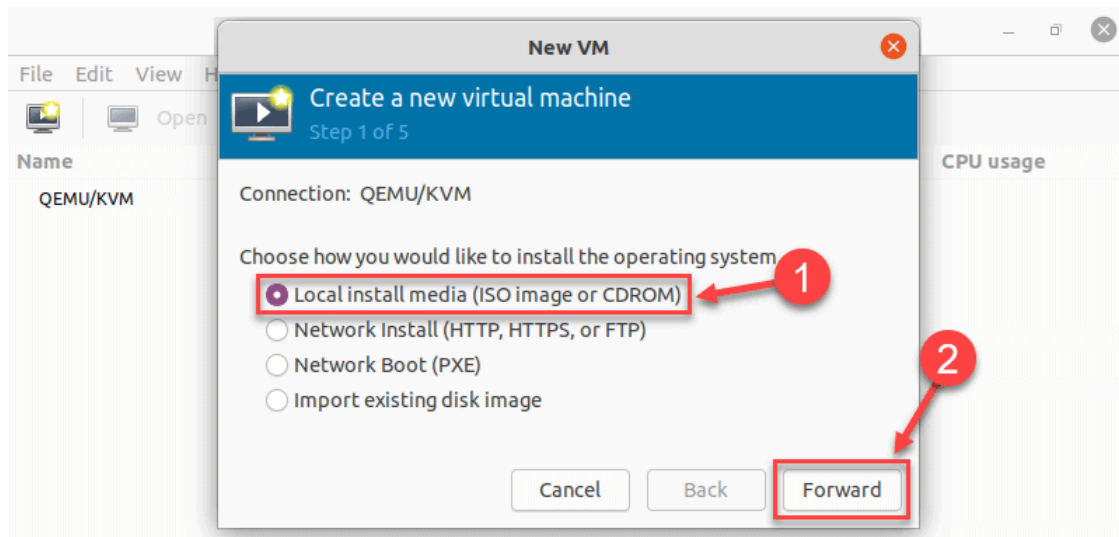 New VM
File Edit View H
Create a new virtual machine
Step 1 of 5
Open
Name
CPU usage
QEMU/KVM
Connection: QEMU/KVM
Choose how you would like to install the operating system
1
Local install media (ISO image or CDROM)
Network Install (HTTP, HTTPS, or FTP)
Network Boot (PXE)
2
Import existing disk image
Cancel Back Forward